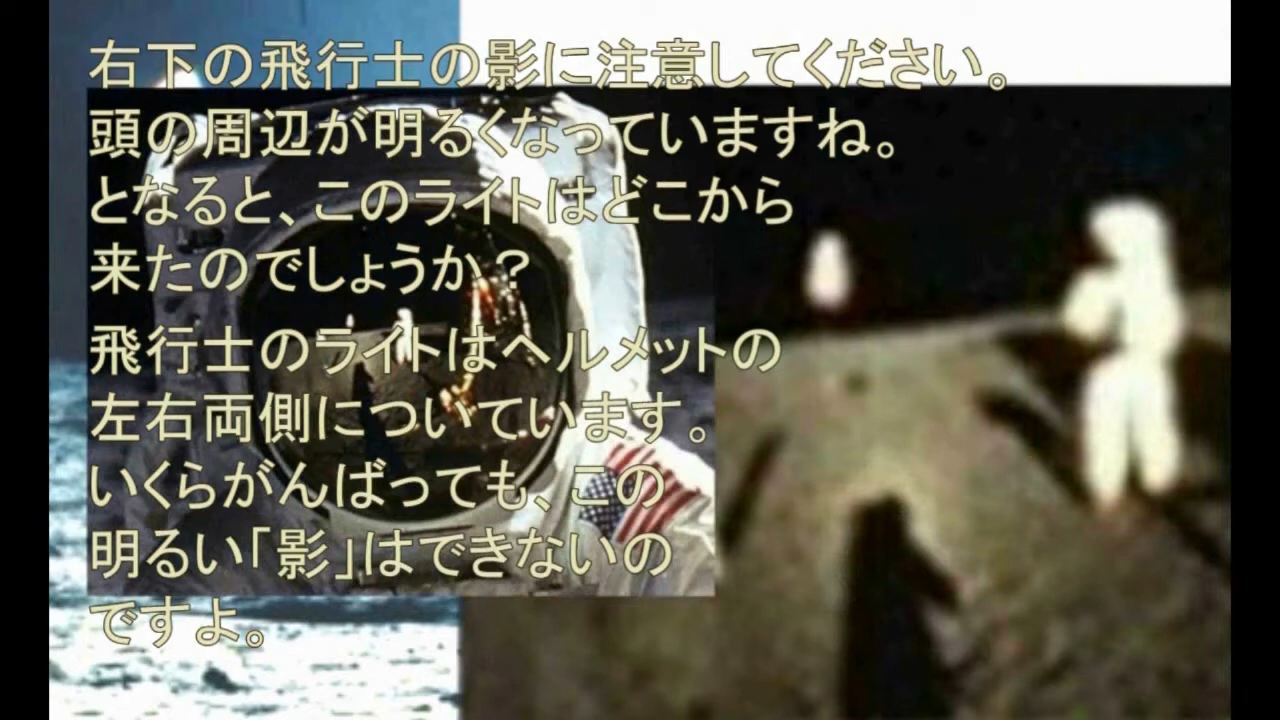 右下の飛行士の影に注意してください。
頭の周辺が明るくなっていますね。
となると、このライトはどこから
来たのでしょうか？
飛行士のライトはヘルメットの
左右両側についています。
いくらがんばっても、この
明るい「影」はできないの
ですよ。